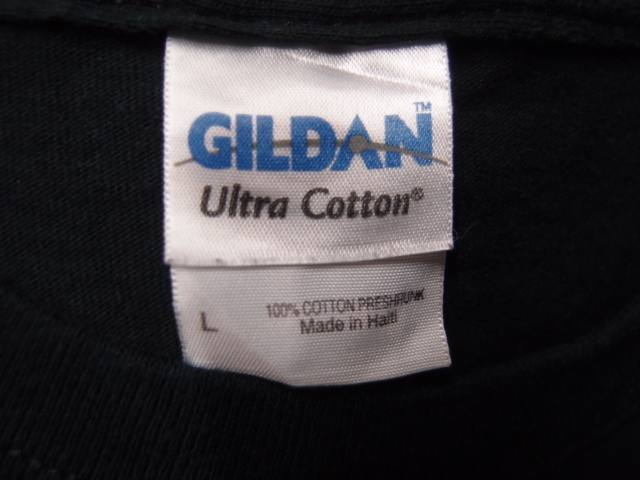 GILDAN™
Ultra Cotton®
L
100% COTTON PRESHRUNK
Made in Haiti